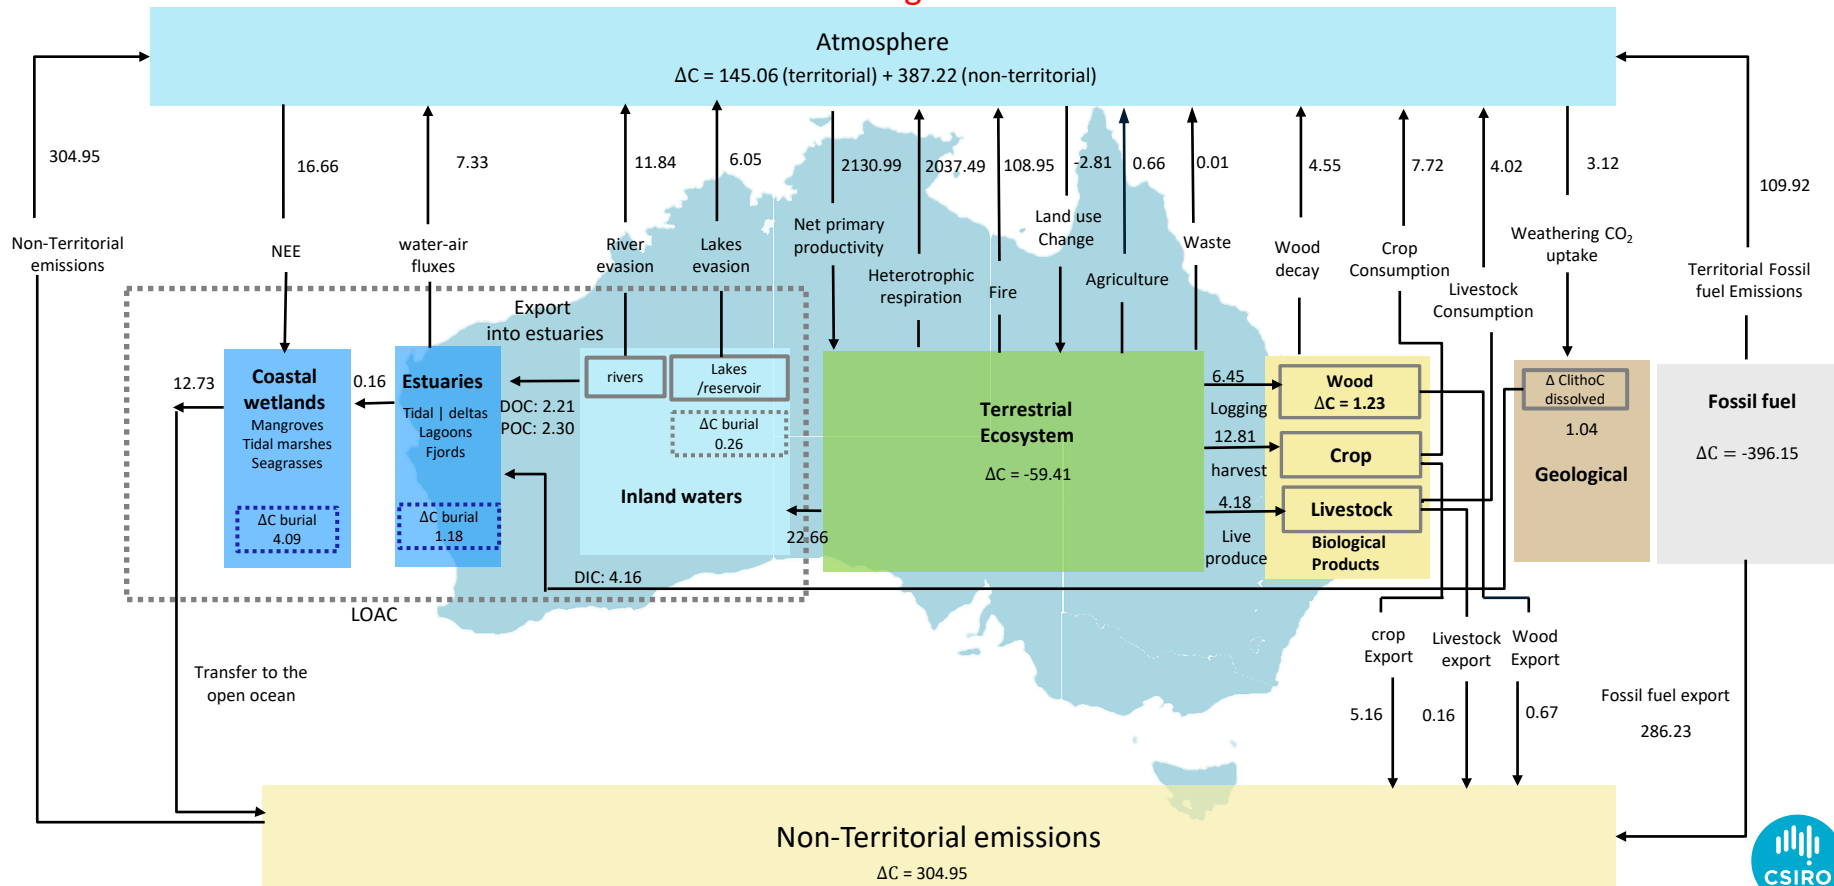 Atmosphere
ΔC = 145.06 (territorial) + 387.22 (non-territorial)
304.95
16.66
7.33
11.84
6.05
2130.99
2037.49
108.95
-2.81
0.66
0.01
4.55
7.72
4.02
3.12
109.92
Non-Territorial
emissions
NEE
water-air
fluxes
River
evasion
Lakes
evasion
Net primary
productivity
Heterotrophic
respiration
Fire
Land use
Change
Agriculture
Waste
Wood
decay
Crop
Consumption
Livestock
Consumption
Weathering CO₂
uptake
Territorial Fossil
fuel Emissions
Export
into estuaries
12.73
Coastal
wetlands
Mangroves
Tidal marshes
Seagrasses
ΔC burial
4.09
0.16
Estuaries
Tidal | deltas
Lagoons
Fjords
ΔC burial
1.18
DOC: 2.21
POC: 2.30
rivers
Lakes
/reservoir
ΔC burial
0.26
Inland waters
22.66
DIC: 4.16
LOAC
Terrestrial
Ecosystem
ΔC = -59.41
6.45
Logging
12.81
harvest
4.18
Live
produce
Wood
ΔC = 1.23
Crop
Livestock
Biological
Products
Δ ClithoC
dissolved
1.04
Geological
Fossil fuel
ΔC = -396.15
Transfer to the
open ocean
crop
Export
Livestock
export
Wood
Export
5.16
0.16
0.67
Fossil fuel export
286.23
Non-Territorial emissions
ΔC = 304.95
CSIRO